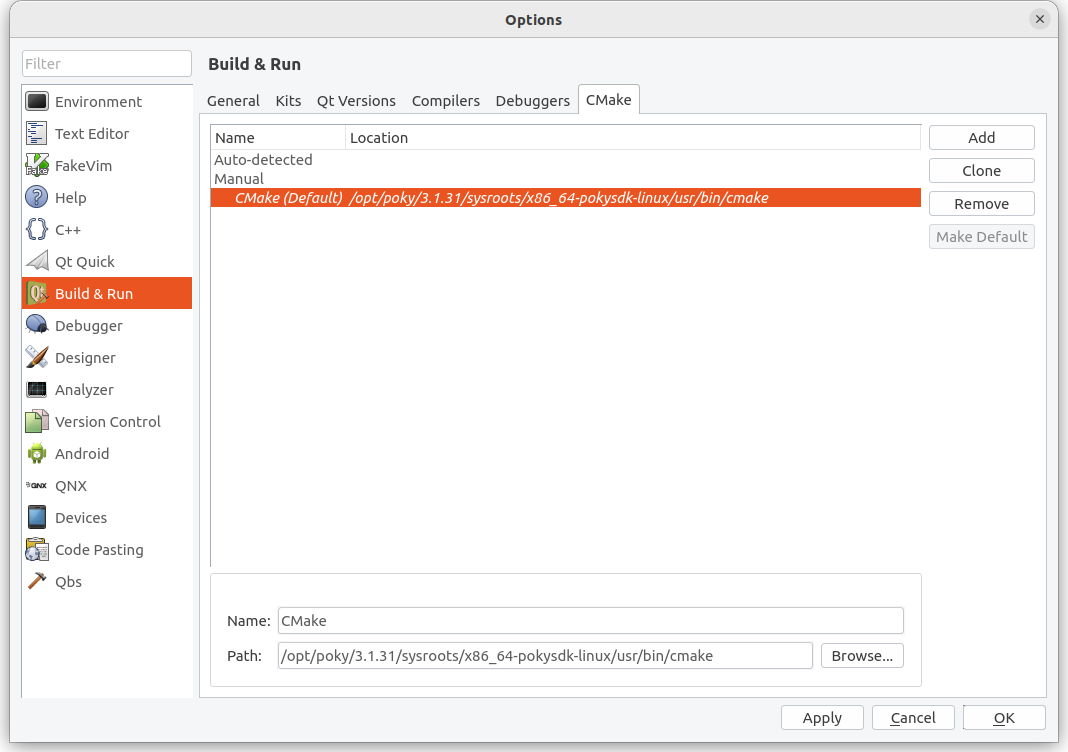 Options
Filter
Build & Run
Environment
Text Editor
FakeVim
Help
C++
Qt Quick
Build & Run
Debugger
Designer
Analyzer
Version Control
Android
QNX
Devices
Code Pasting
Qbs
General Kits Qt Versions Compilers Debuggers CMake
Name Location
Auto-detected
Manual
CMake (Default) /opt/poky/3.1.31/sysroots/x86_64-pokysdk-linux/usr/bin/cmake
Add
Clone
Remove
Make Default
Name: CMake
Path: /opt/poky/3.1.31/sysroots/x86_64-pokysdk-linux/usr/bin/cmake Browse...
Apply Cancel OK